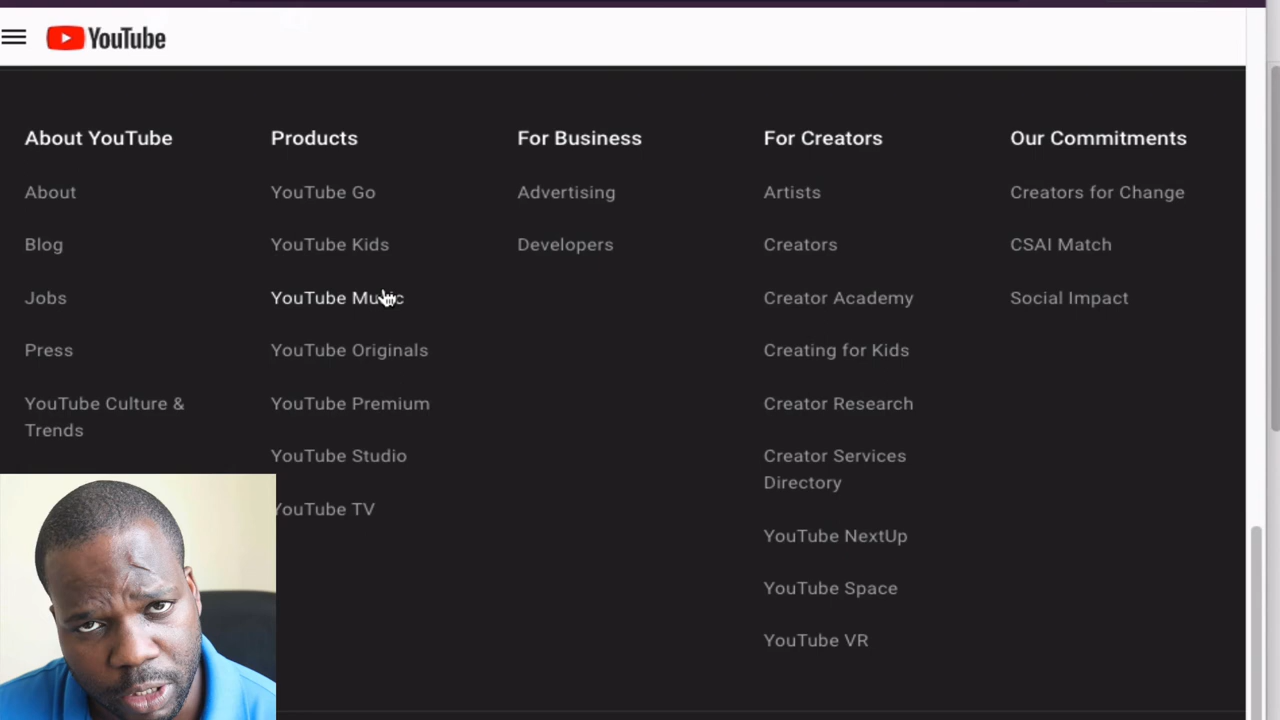 YouTube
About YouTube
About
Blog
Jobs
Press
YouTube Culture &
Trends
Products
YouTube Go
YouTube Kids
YouTube Music
YouTube Originals
YouTube Premium
YouTube Studio
YouTube TV
For Business
Advertising
Developers
For Creators
Artists
Creators
Creator Academy
Creating for Kids
Creator Research
Creator Services
Directory
YouTube NextUp
YouTube Space
YouTube VR
Our Commitments
Creators for Change
CSAI Match
Social Impact